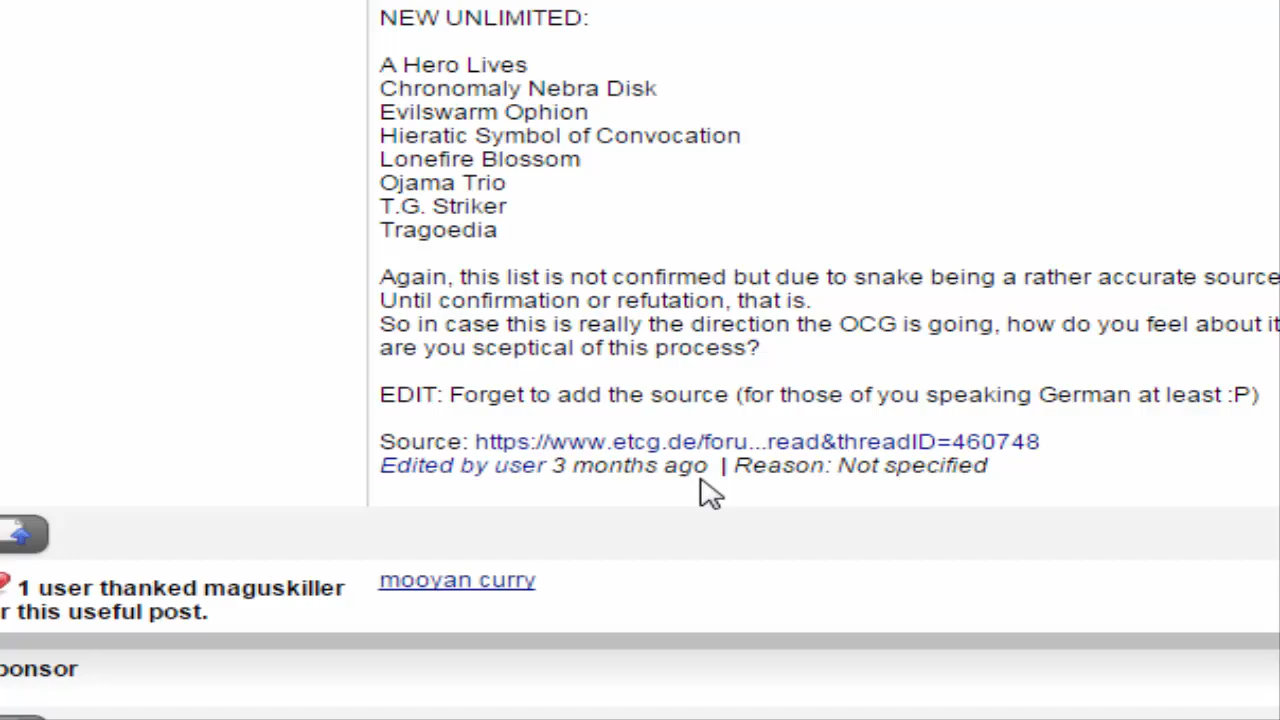 NEW UNLIMITED:
A Hero Lives
Chronomaly Nebra Disk
Evilswarm Ophion
Hieratic Symbol of Convocation
Lonefire Blossom
Ojama Trio
T.G. Striker
Tragoedia
Again, this list is not confirmed but due to snake being a rather accurate source
Until confirmation or refutation, that is.
So in case this is really the direction the OCG is going, how do you feel about it
are you sceptical of this process?
EDIT: Forget to add the source (for those of you speaking German at least :P)
Source: https://www.etcg.de/foru...read&threadID=460748
Edited by user 3 months ago | Reason: Not specified
1 user thanked maguskiller
mooyan curry
r this useful post.
ponsor